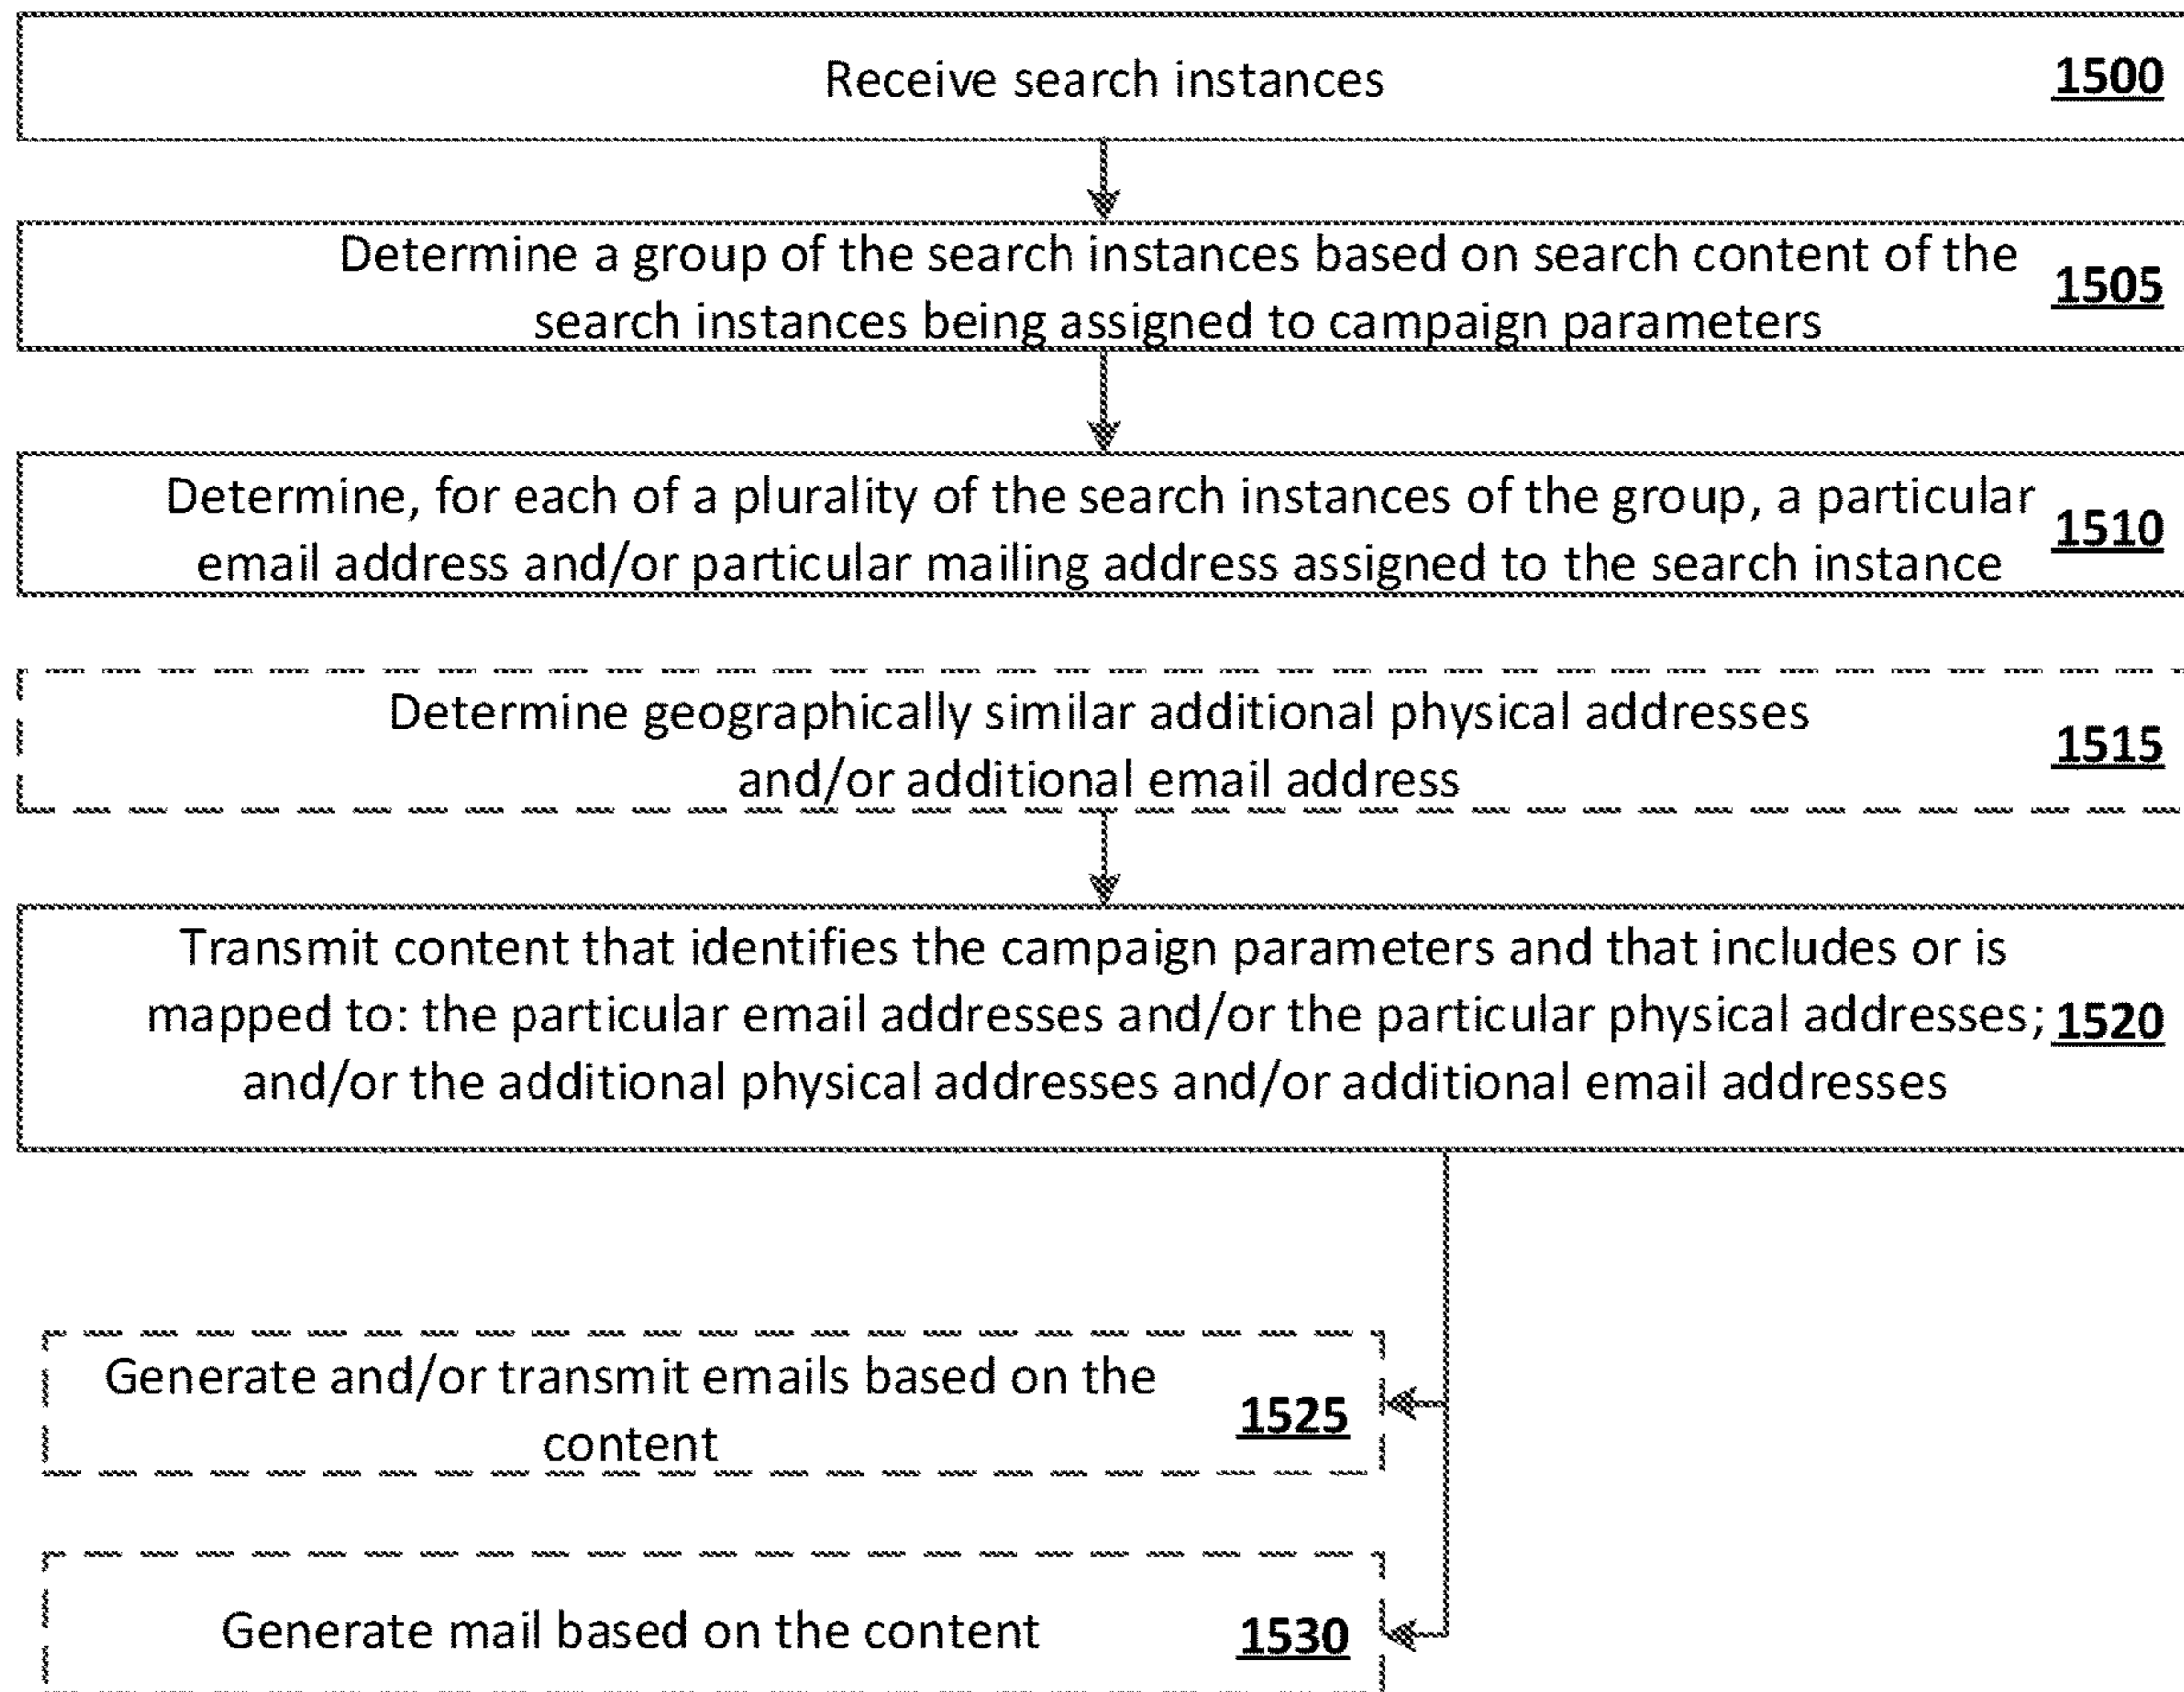 Receive search instances
1500
Determine a group of the search instances based on search content of the
search instances being assigned to campaign parameters
1505
Determine, for each of a plurality of the search instances of the group, a particular
email address and/or particular mailing address assigned to the search instance
1510
Determine geographically similar additional physical addresses
and/or additional email address
1515
Transmit content that identifies the campaign parameters and that includes or is
mapped to: the particular email addresses and/or the particular physical addresses;
and/or the additional physical addresses and/or additional email addresses
1520
Generate and/or transmit emails based on the
content
1525
Generate mail based on the content
1530